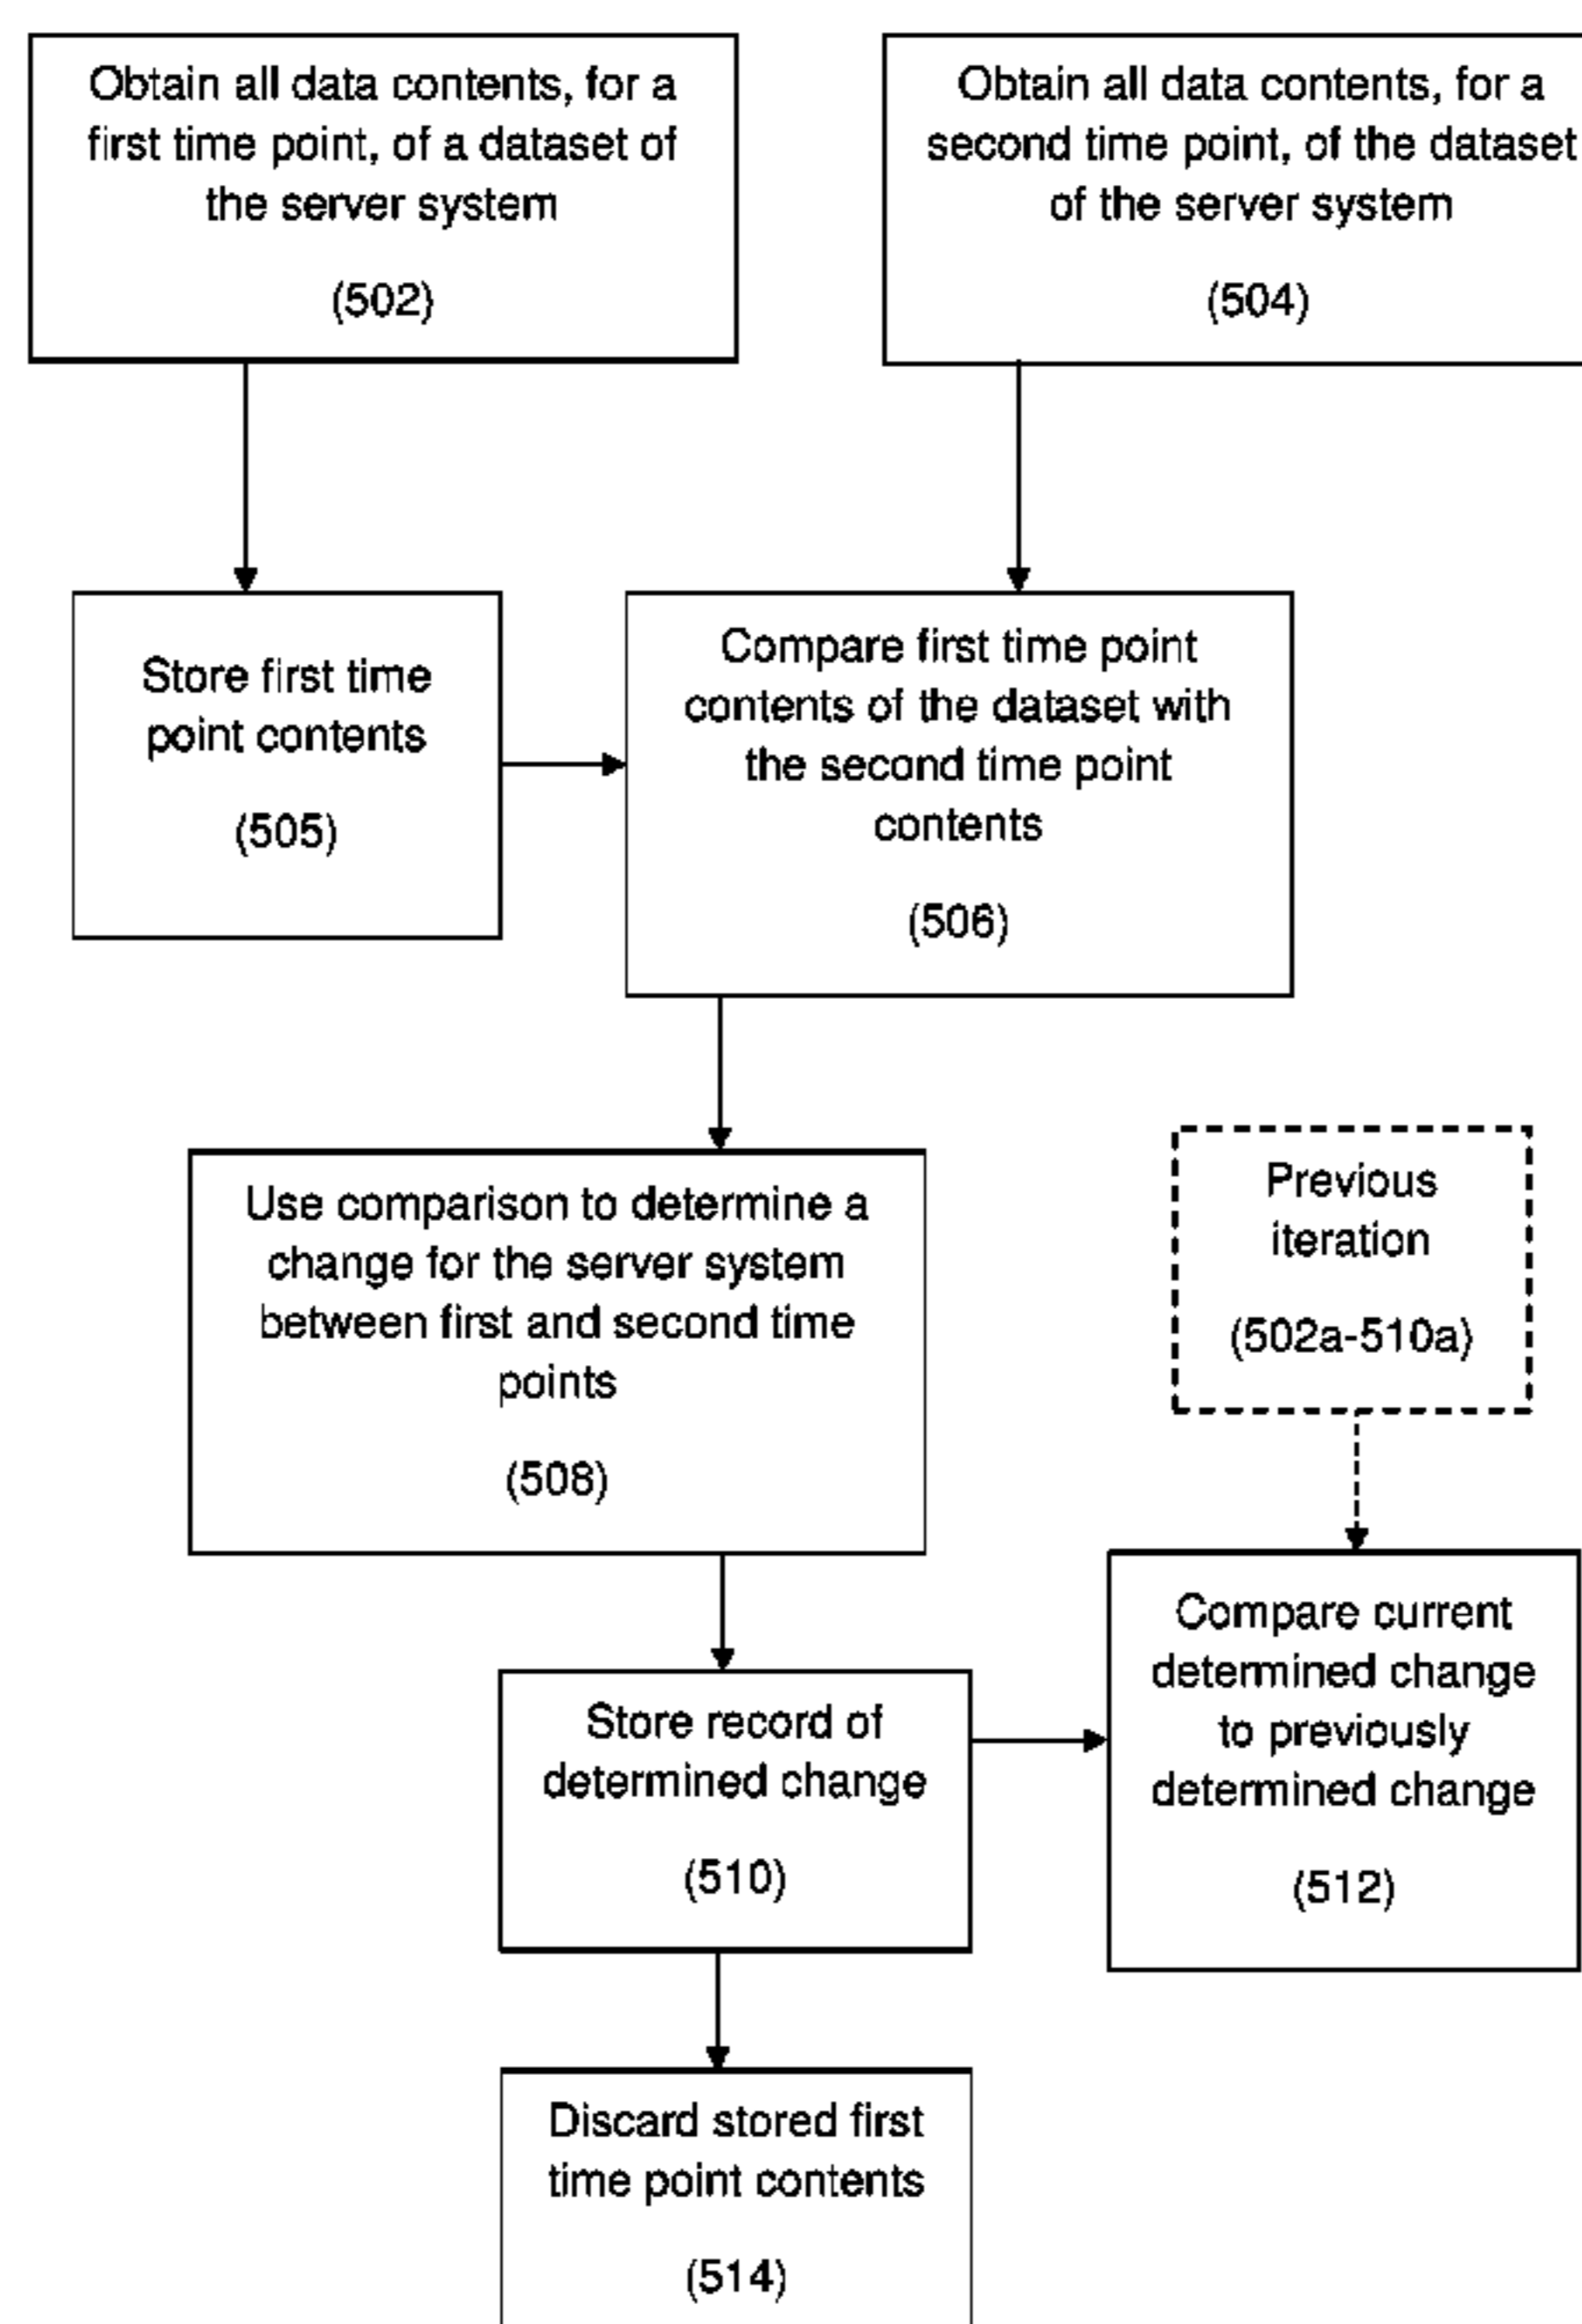 Obtain all data contents, for a
first time point, of a dataset of
the server system
(502)
Obtain all data contents, for a
second time point, of the dataset
of the server system
(504)
Store first time
point contents
(505)
Compare first time point
contents of the dataset with
the second time point
contents
(506)
Use comparison to determine a
change for the server system
between first and second time
points
(508)
Previous
iteration
(502a-510a)
Store record of
determined change
(510)
Compare current
determined change
to previously
determined change
(512)
Discard stored first
time point contents
(514)